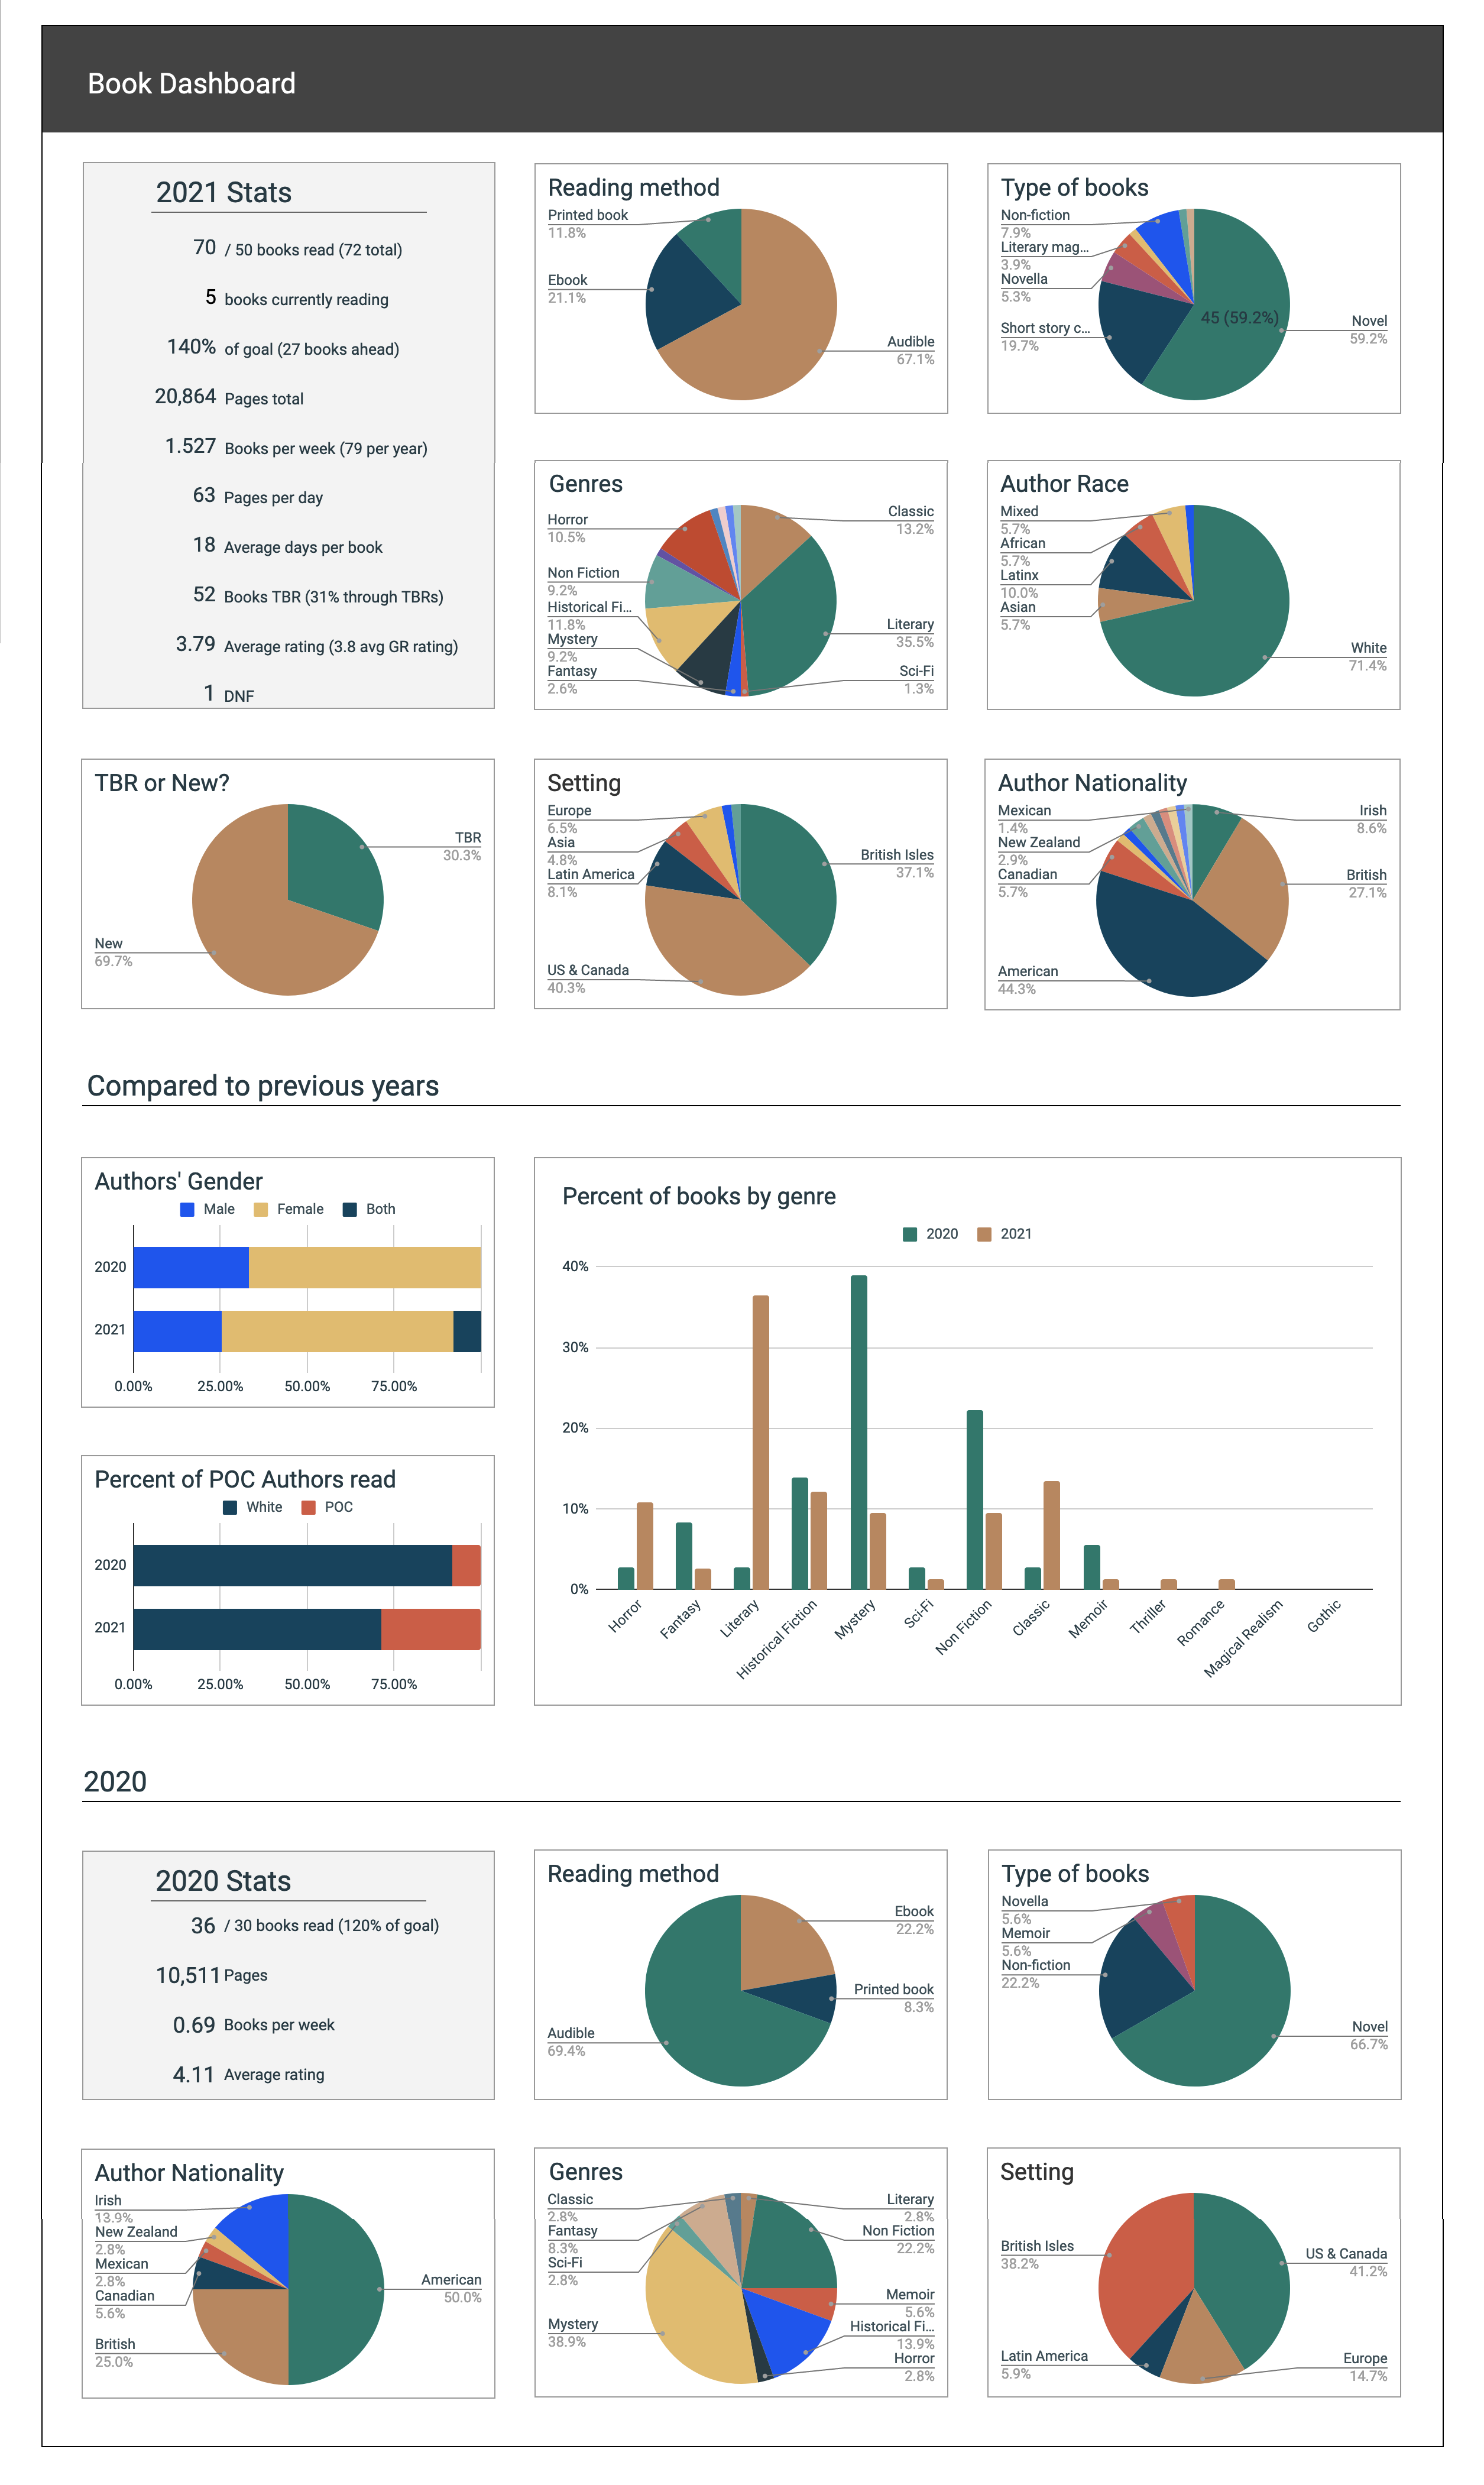 Book Dashboard
2021 Stats
70 / 50 books read (72 total)
5 books currently reading
140% of goal (27 books ahead)
20,864 Pages total
1.527 Books per week (79 per year)
63 Pages per day
18 Average days per book
52 Books TBR (31% through TBRs)
3.79 Average rating (3.8 avg GR rating)
1 DNF
Reading method
Printed book
11.8%
Ebook
21.1%
Audible
67.1%
Type of books
Non-fiction
7.9%
Literary mag...
3.9%
Novella
5.3%
Short story c...
19.7%
45 (59.2%)
Novel
59.2%
Genres
Horror
10.5%
Non Fiction
9.2%
Historical Fi...
11.8%
Mystery
9.2%
Fantasy
2.6%
Classic
13.2%
Literary
35.5%
Sci-Fi
1.3%
Author Race
Mixed
5.7%
African
5.7%
Latinx
10.0%
Asian
5.7%
White
71.4%
TBR or New?
TBR
30.3%
New
69.7%
Setting
Europe
6.5%
Asia
4.8%
Latin America
8.1%
US & Canada
40.3%
British Isles
37.1%
Author Nationality
Mexican
1.4%
New Zealand
2.9%
Canadian
5.7%
American
44.3%
Irish
8.6%
British
27.1%
Compared to previous years
Authors' Gender
Male Female Both
2020
2021
0.00% 25.00% 50.00% 75.00%
Percent of POC Authors read
White POC
2020
2021
0.00% 25.00% 50.00% 75.00%
Percent of books by genre
2020 2021
40%
30%
20%
10%
0%
Horror Fantasy Literary Historical Fiction Mystery Sci-Fi Non Fiction Classic Memoir Thriller Romance Magical Realism Gothic
2020
2020 Stats
36 / 30 books read (120% of goal)
10,511 Pages
0.69 Books per week
4.11 Average rating
Reading method
Ebook
22.2%
Printed book
8.3%
Audible
69.4%
Type of books
Novella
5.6%
Memoir
5.6%
Non-fiction
22.2%
Novel
66.7%
Author Nationality
Irish
13.9%
New Zealand
2.8%
Mexican
2.8%
Canadian
5.6%
British
25.0%
American
50.0%
Genres
Classic
2.8%
Fantasy
8.3%
Sci-Fi
2.8%
Mystery
38.9%
Literary
2.8%
Non Fiction
22.2%
Memoir
5.6%
Historical Fi...
13.9%
Horror
2.8%
Setting
British Isles
38.2%
Latin America
5.9%
US & Canada
41.2%
Europe
14.7%